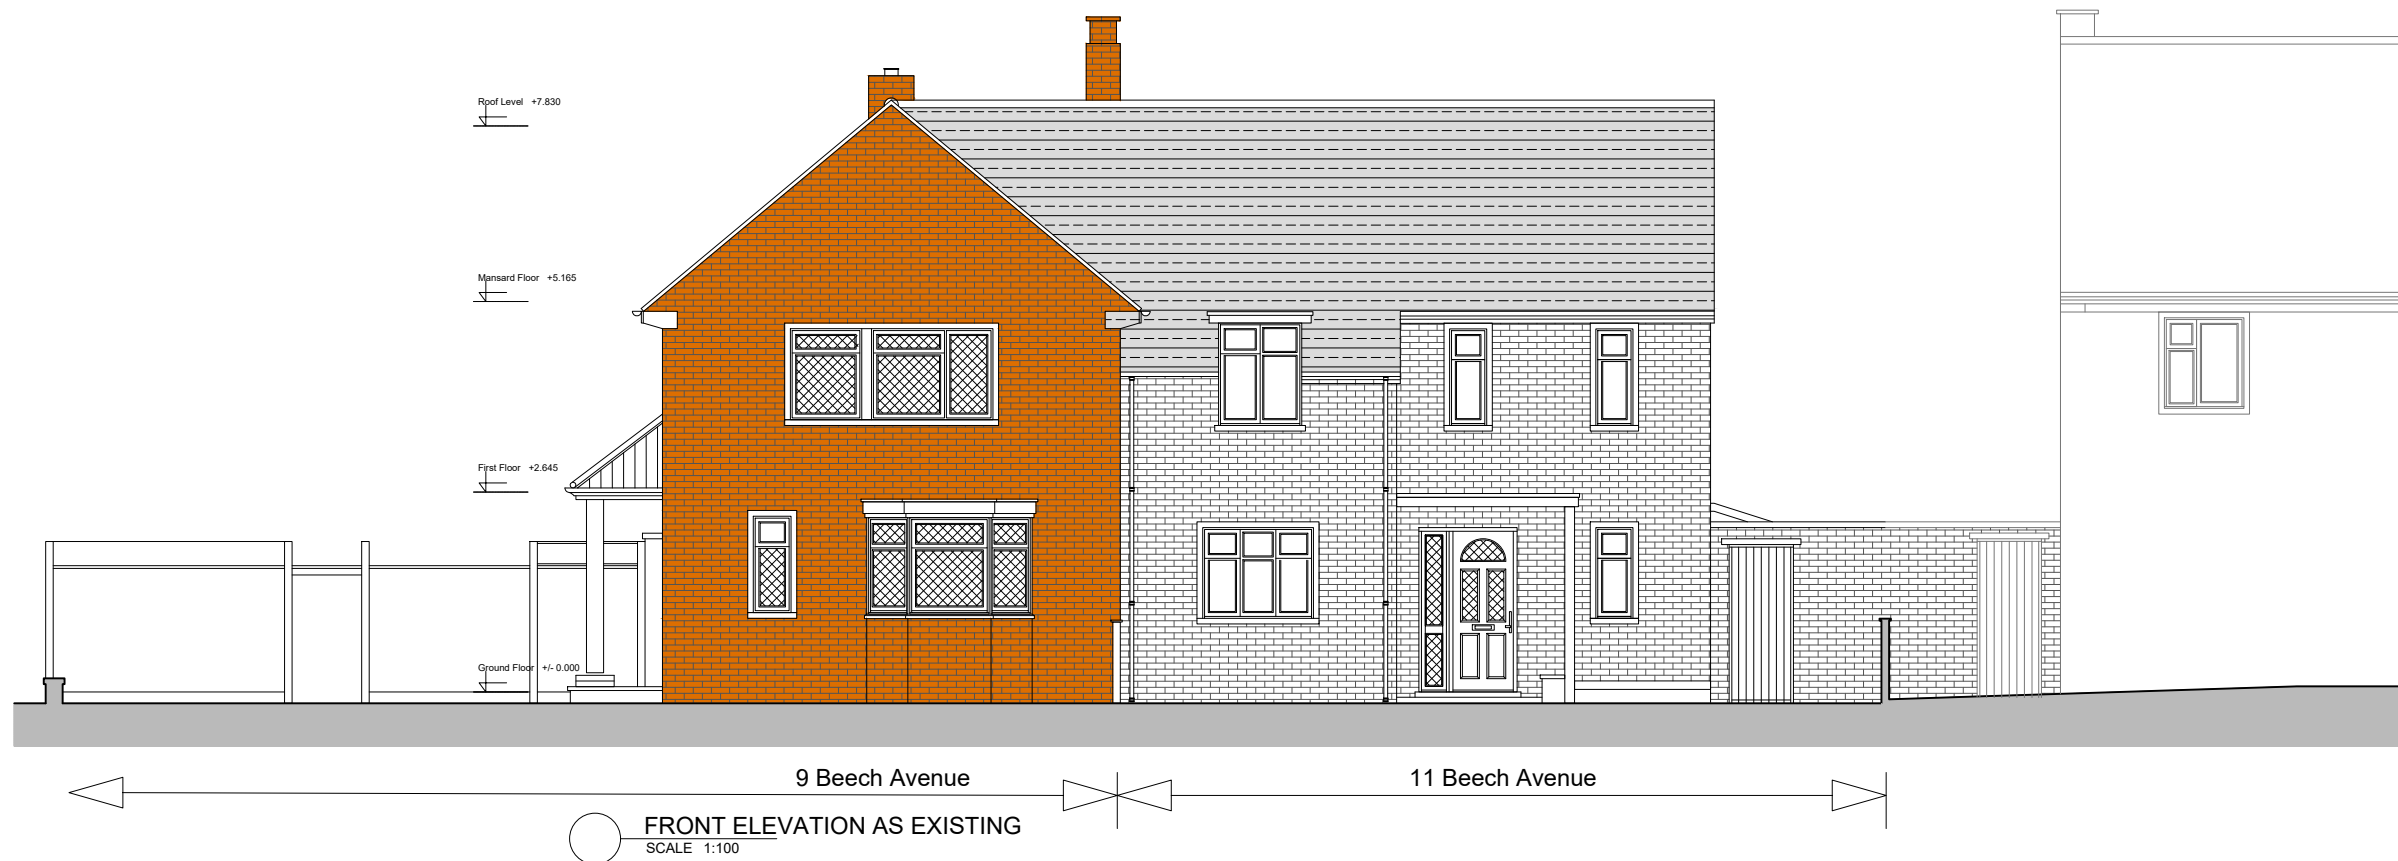 Roof Level +7.830
Mansard Floor +5.165
First Floor +2.645
Ground Floor +/- 0.000
9 Beech Avenue
11 Beech Avenue
FRONT ELEVATION AS EXISTING
SCALE 1:100